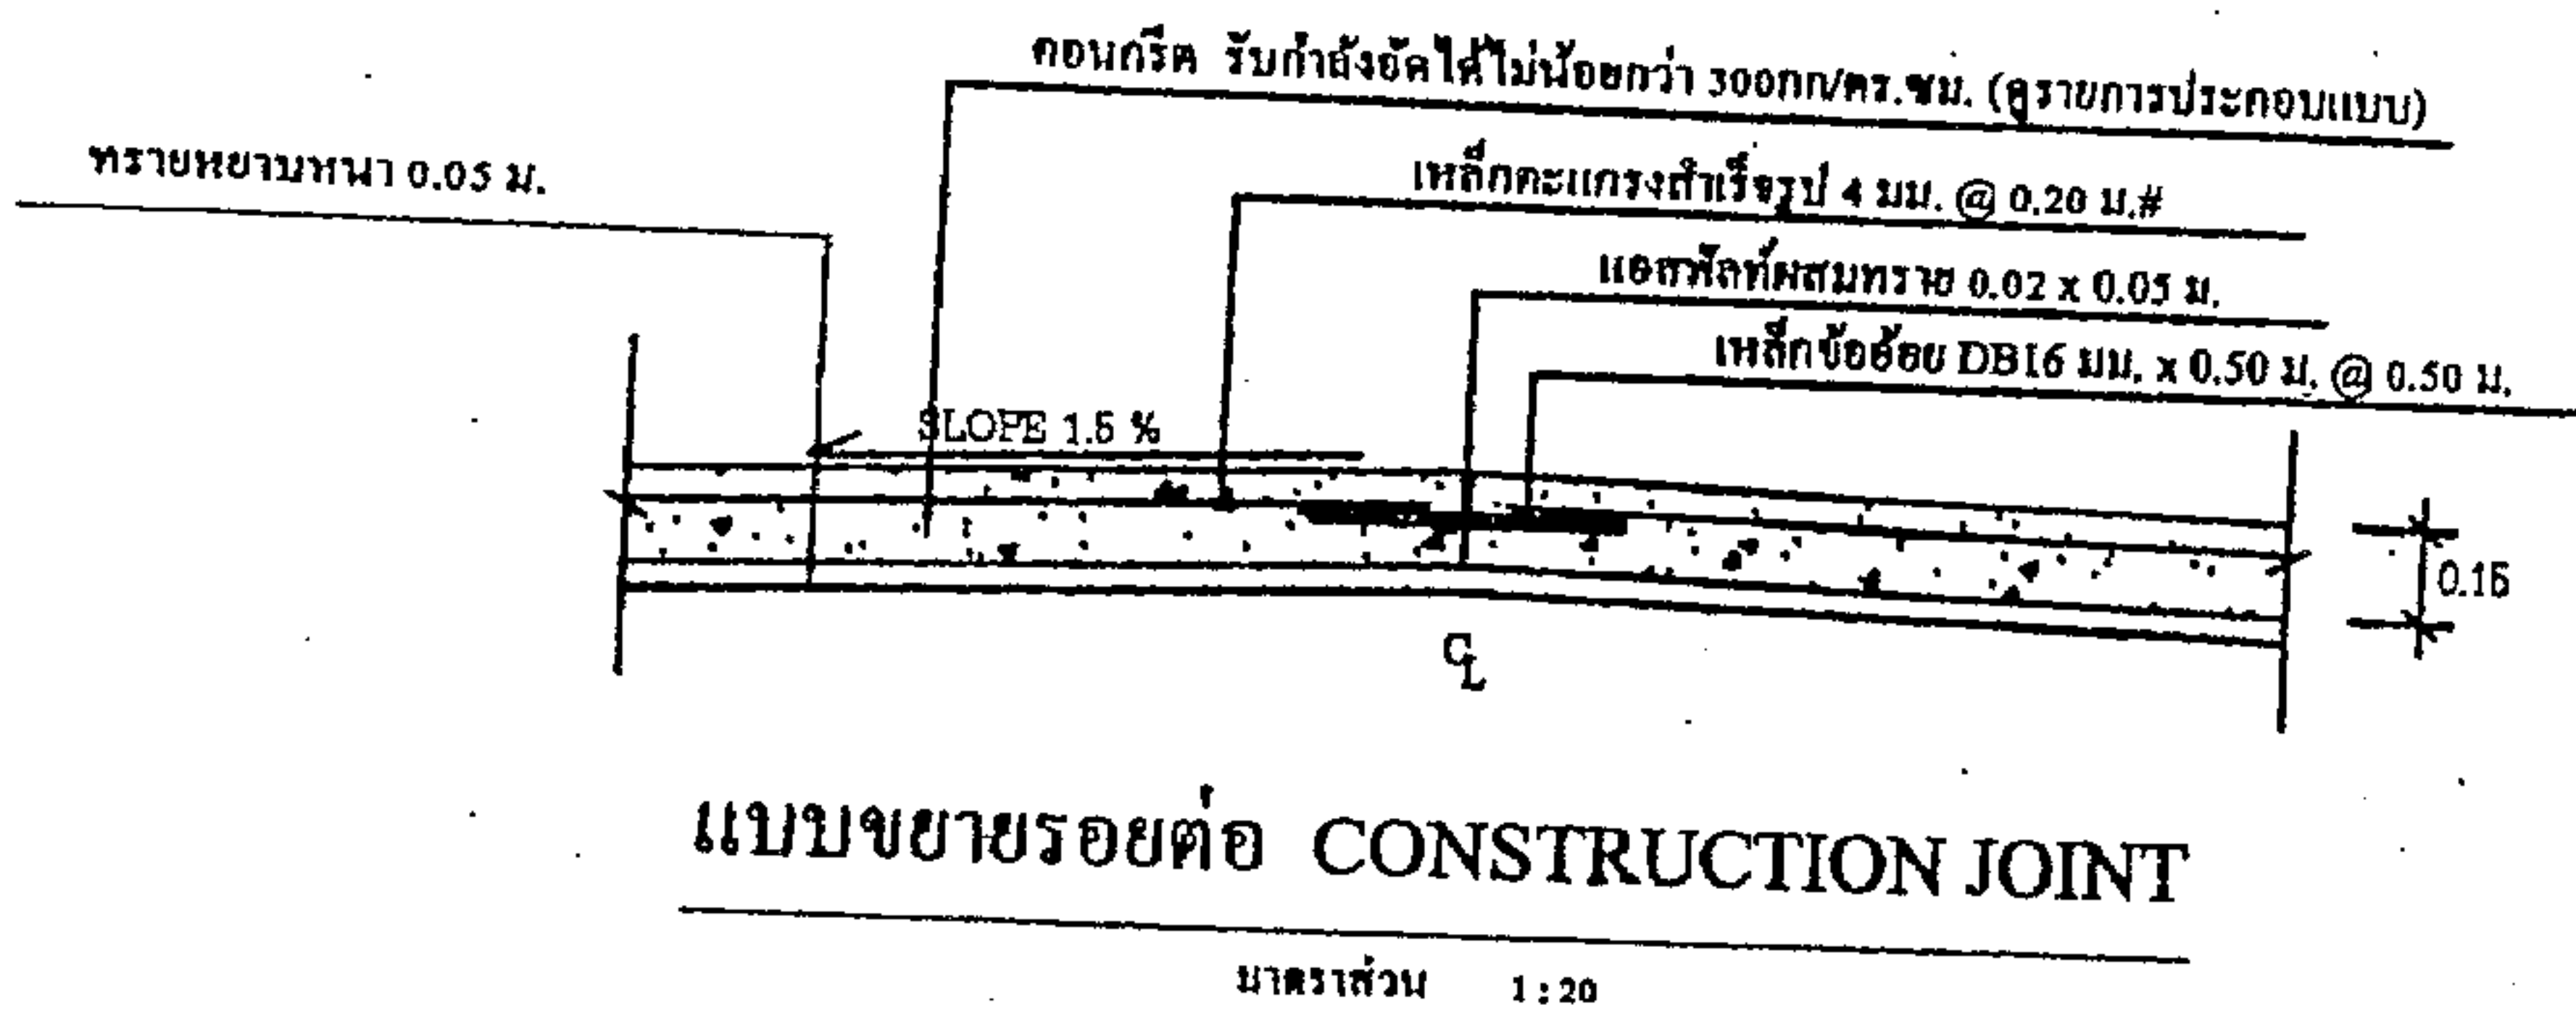 คอนกรีต รับกำลังอัดได้ไม่น้อยกว่า 300กก/ตร.ซม. (ดูรายการประกอบแบบ)
ทรายหยาบหนา 0.05 ม.
เหล็กตะแกรงสำเร็จรูป 4 มม. @ 0.20 ม.#
แอสฟัลท์ผสมทราย 0.02 x 0.05 ม.
เหล็กข้ออ้อย DB16 มม. x 0.50 ม. @ 0.50 ม.
SLOPE 1.5 %
0.15
CL
แบบขยายรอยต่อ CONSTRUCTION JOINT
มาตราส่วน 1:20